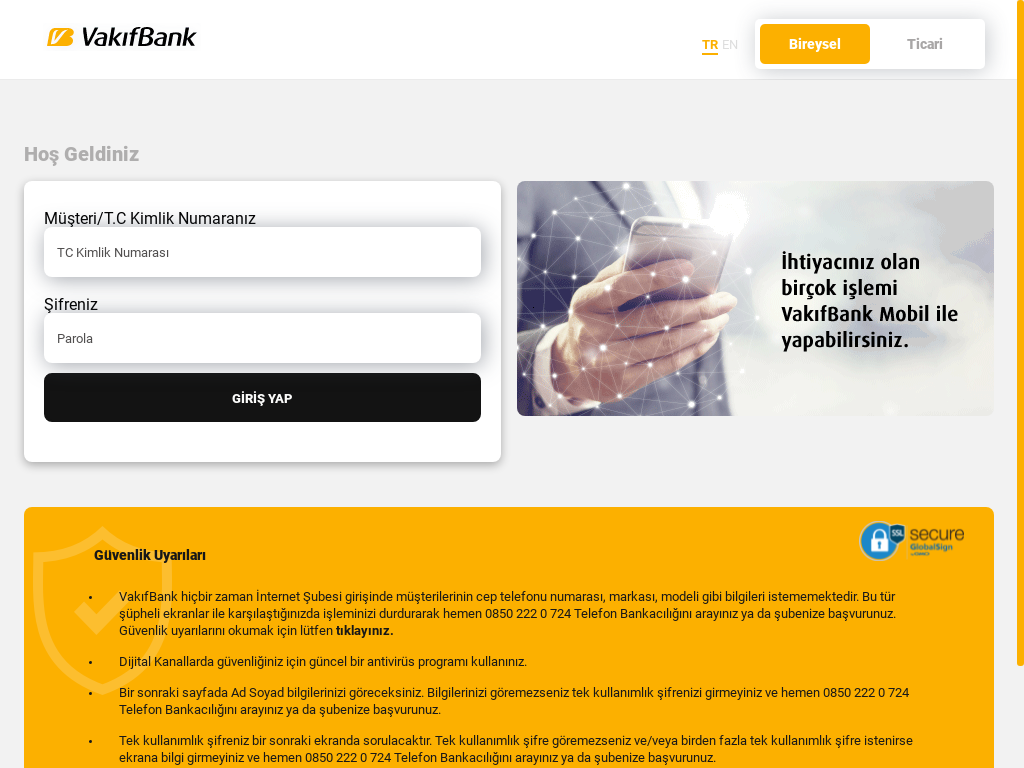 VakıfBank
TR EN
Bireysel
Ticari
Hoş Geldiniz
Müşteri/T.C Kimlik Numaranız
TC Kimlik Numarası
Şifreniz
Parola
GİRİŞ YAP
İhtiyacınız olan
birçok işlemi
VakıfBank Mobil ile
yapabilirsiniz.
SSL
secure
GlobalSign
by GMO
Güvenlik Uyarıları
• VakıfBank hiçbir zaman İnternet Şubesi girişinde müşterilerinin cep telefonu numarası, markası, modeli gibi bilgileri istememektedir. Bu tür
şüpheli ekranlar ile karşılaştığınızda işleminizi durdurarak hemen 0850 222 0 724 Telefon Bankacılığını arayınız ya da şubenize başvurunuz.
Güvenlik uyarılarını okumak için lütfen tıklayınız.
• Dijital Kanallarda güvenliğiniz için güncel bir antivirüs programı kullanınız.
• Bir sonraki sayfada Ad Soyad bilgilerinizi göreceksiniz. Bilgilerinizi göremezseniz tek kullanımlık şifrenizi girmeyiniz ve hemen 0850 222 0 724
Telefon Bankacılığını arayınız ya da şubenize başvurunuz.
• Tek kullanımlık şifreniz bir sonraki ekranda sorulacaktır. Tek kullanımlık şifre göremezseniz ve/veya birden fazla tek kullanımlık şifre istenirse
ekrana bilgi girmeyiniz ve hemen 0850 222 0 724 Telefon Bankacılığını arayınız ya da şubenize başvurunuz.